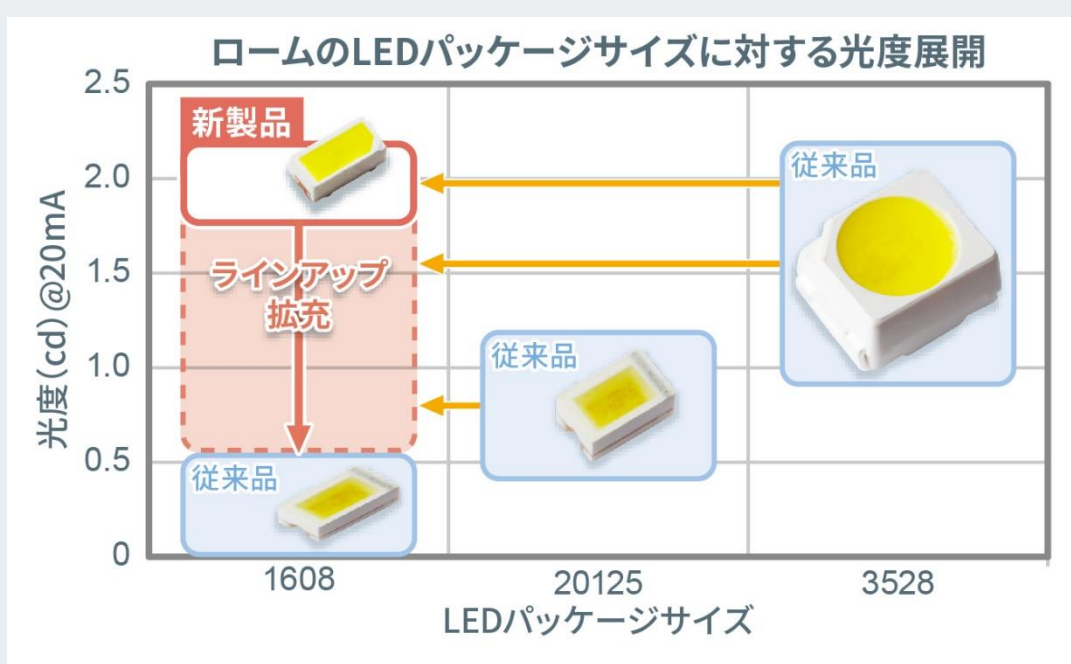 ロームのLEDパッケージサイズに対する光度展開
光度(cd)@20mA
2.5
2.0
1.5
1.0
0.5
0
新製品
ラインアップ
拡充
従来品
従来品
従来品
1608
20125
3528
LEDパッケージサイズ